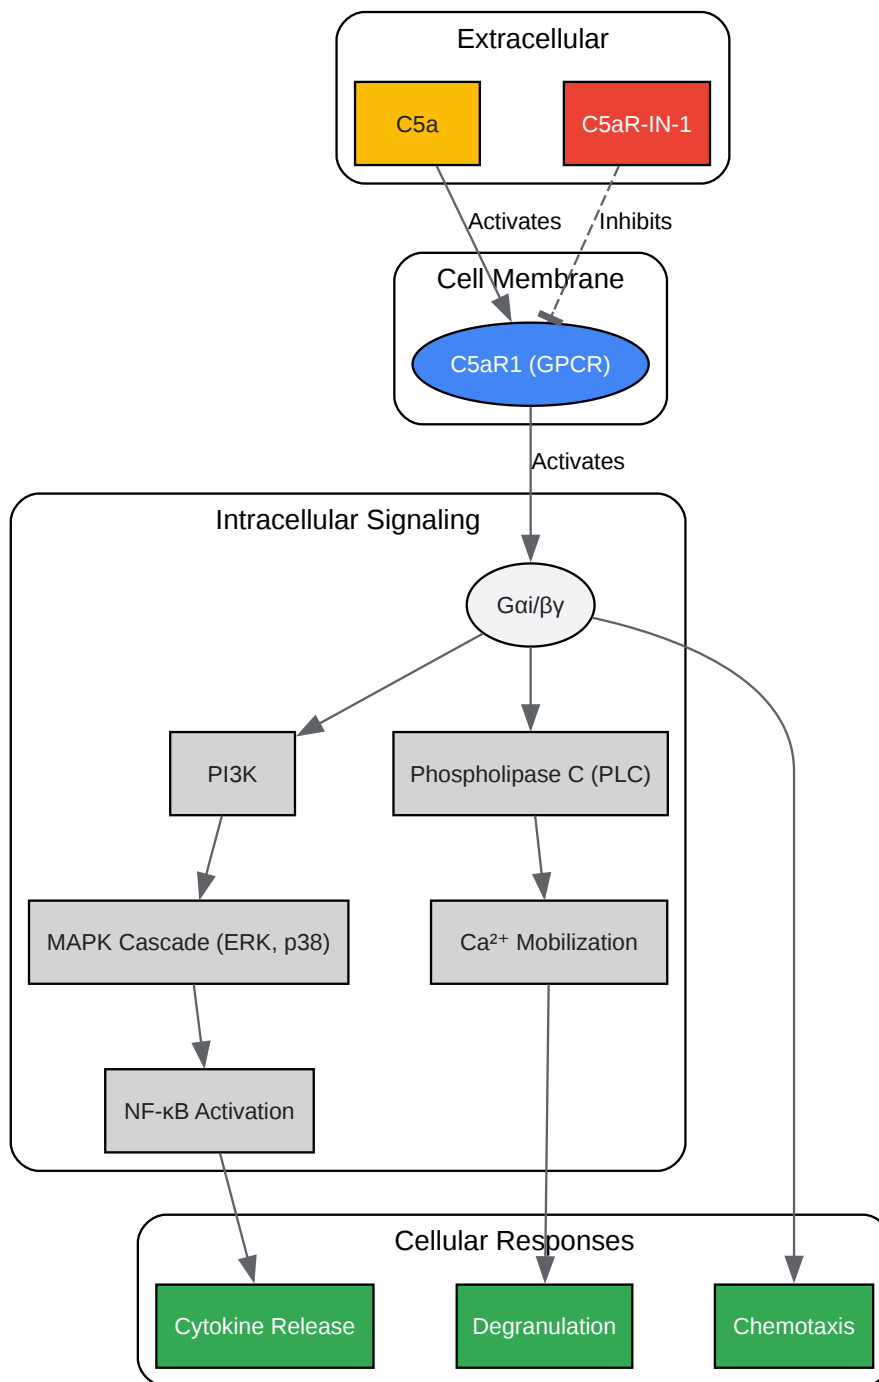 Extracellular
C5a
C5aR-IN-1
Activates
Inhibits
Cell Membrane
C5aR1 (GPCR)
Activates
Intracellular Signaling
Gαi/βγ
PI3K
Phospholipase C (PLC)
MAPK Cascade (ERK, p38)
Ca²⁺ Mobilization
NF-κB Activation
Cellular Responses
Cytokine Release
Degranulation
Chemotaxis